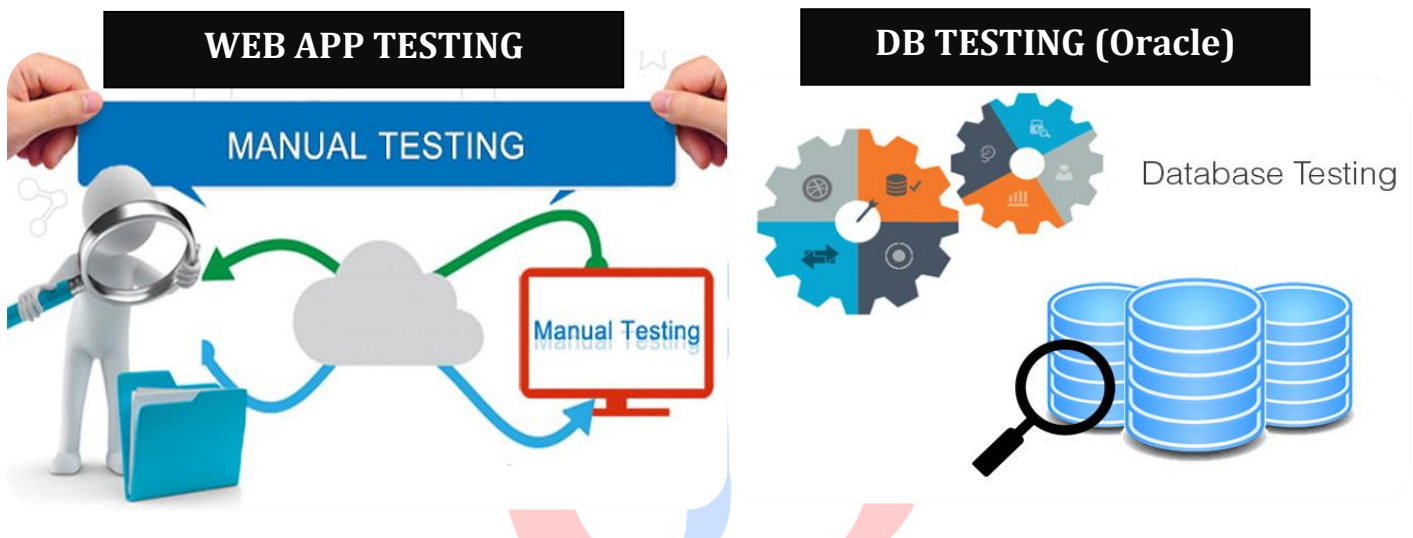 WEB APP TESTING
MANUAL TESTING
Manual Testing
DB TESTING (Oracle)
Database Testing